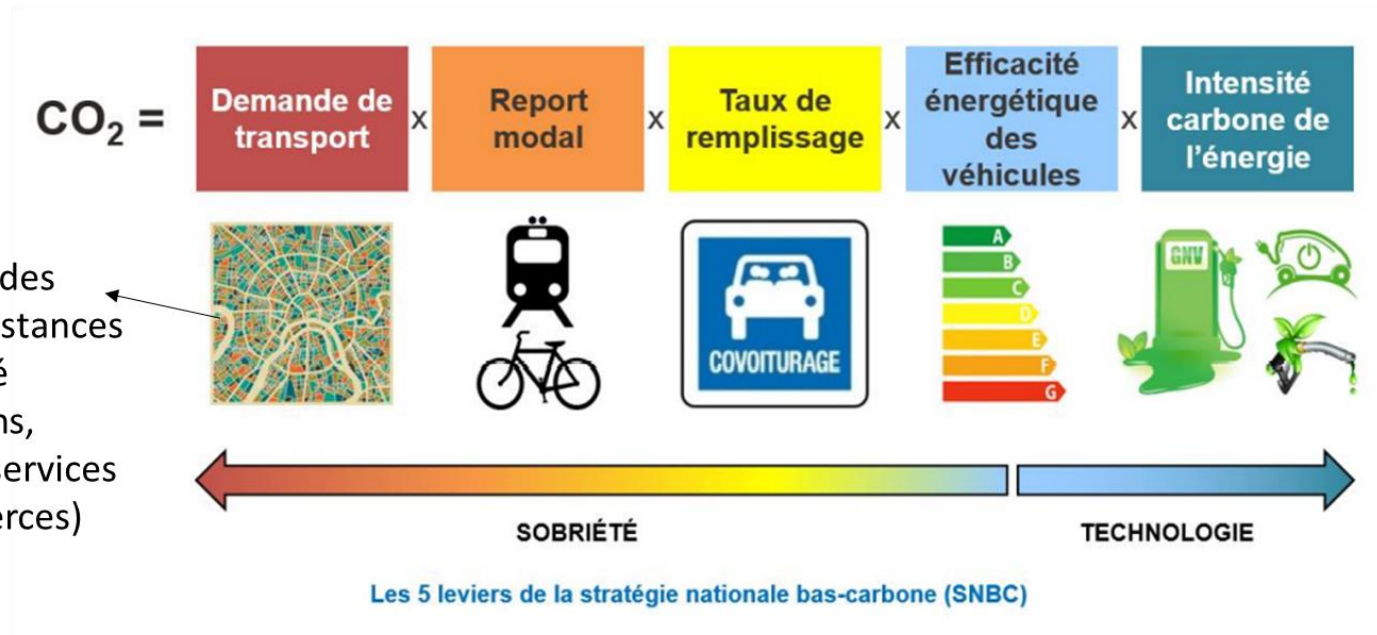 CO₂ =
Demande de
transport
x
Report
modal
x
Taux de
remplissage
x
Efficacité
énergétique
des
véhicules
x
Intensité
carbone de
l'énergie
des
stances
é
ns,
services
erces)
COVOITURAGE
A
B
C
D
E
F
G
GNV
SOBRIÉTÉ
TECHNOLOGIE
Les 5 leviers de la stratégie nationale bas-carbone (SNBC)